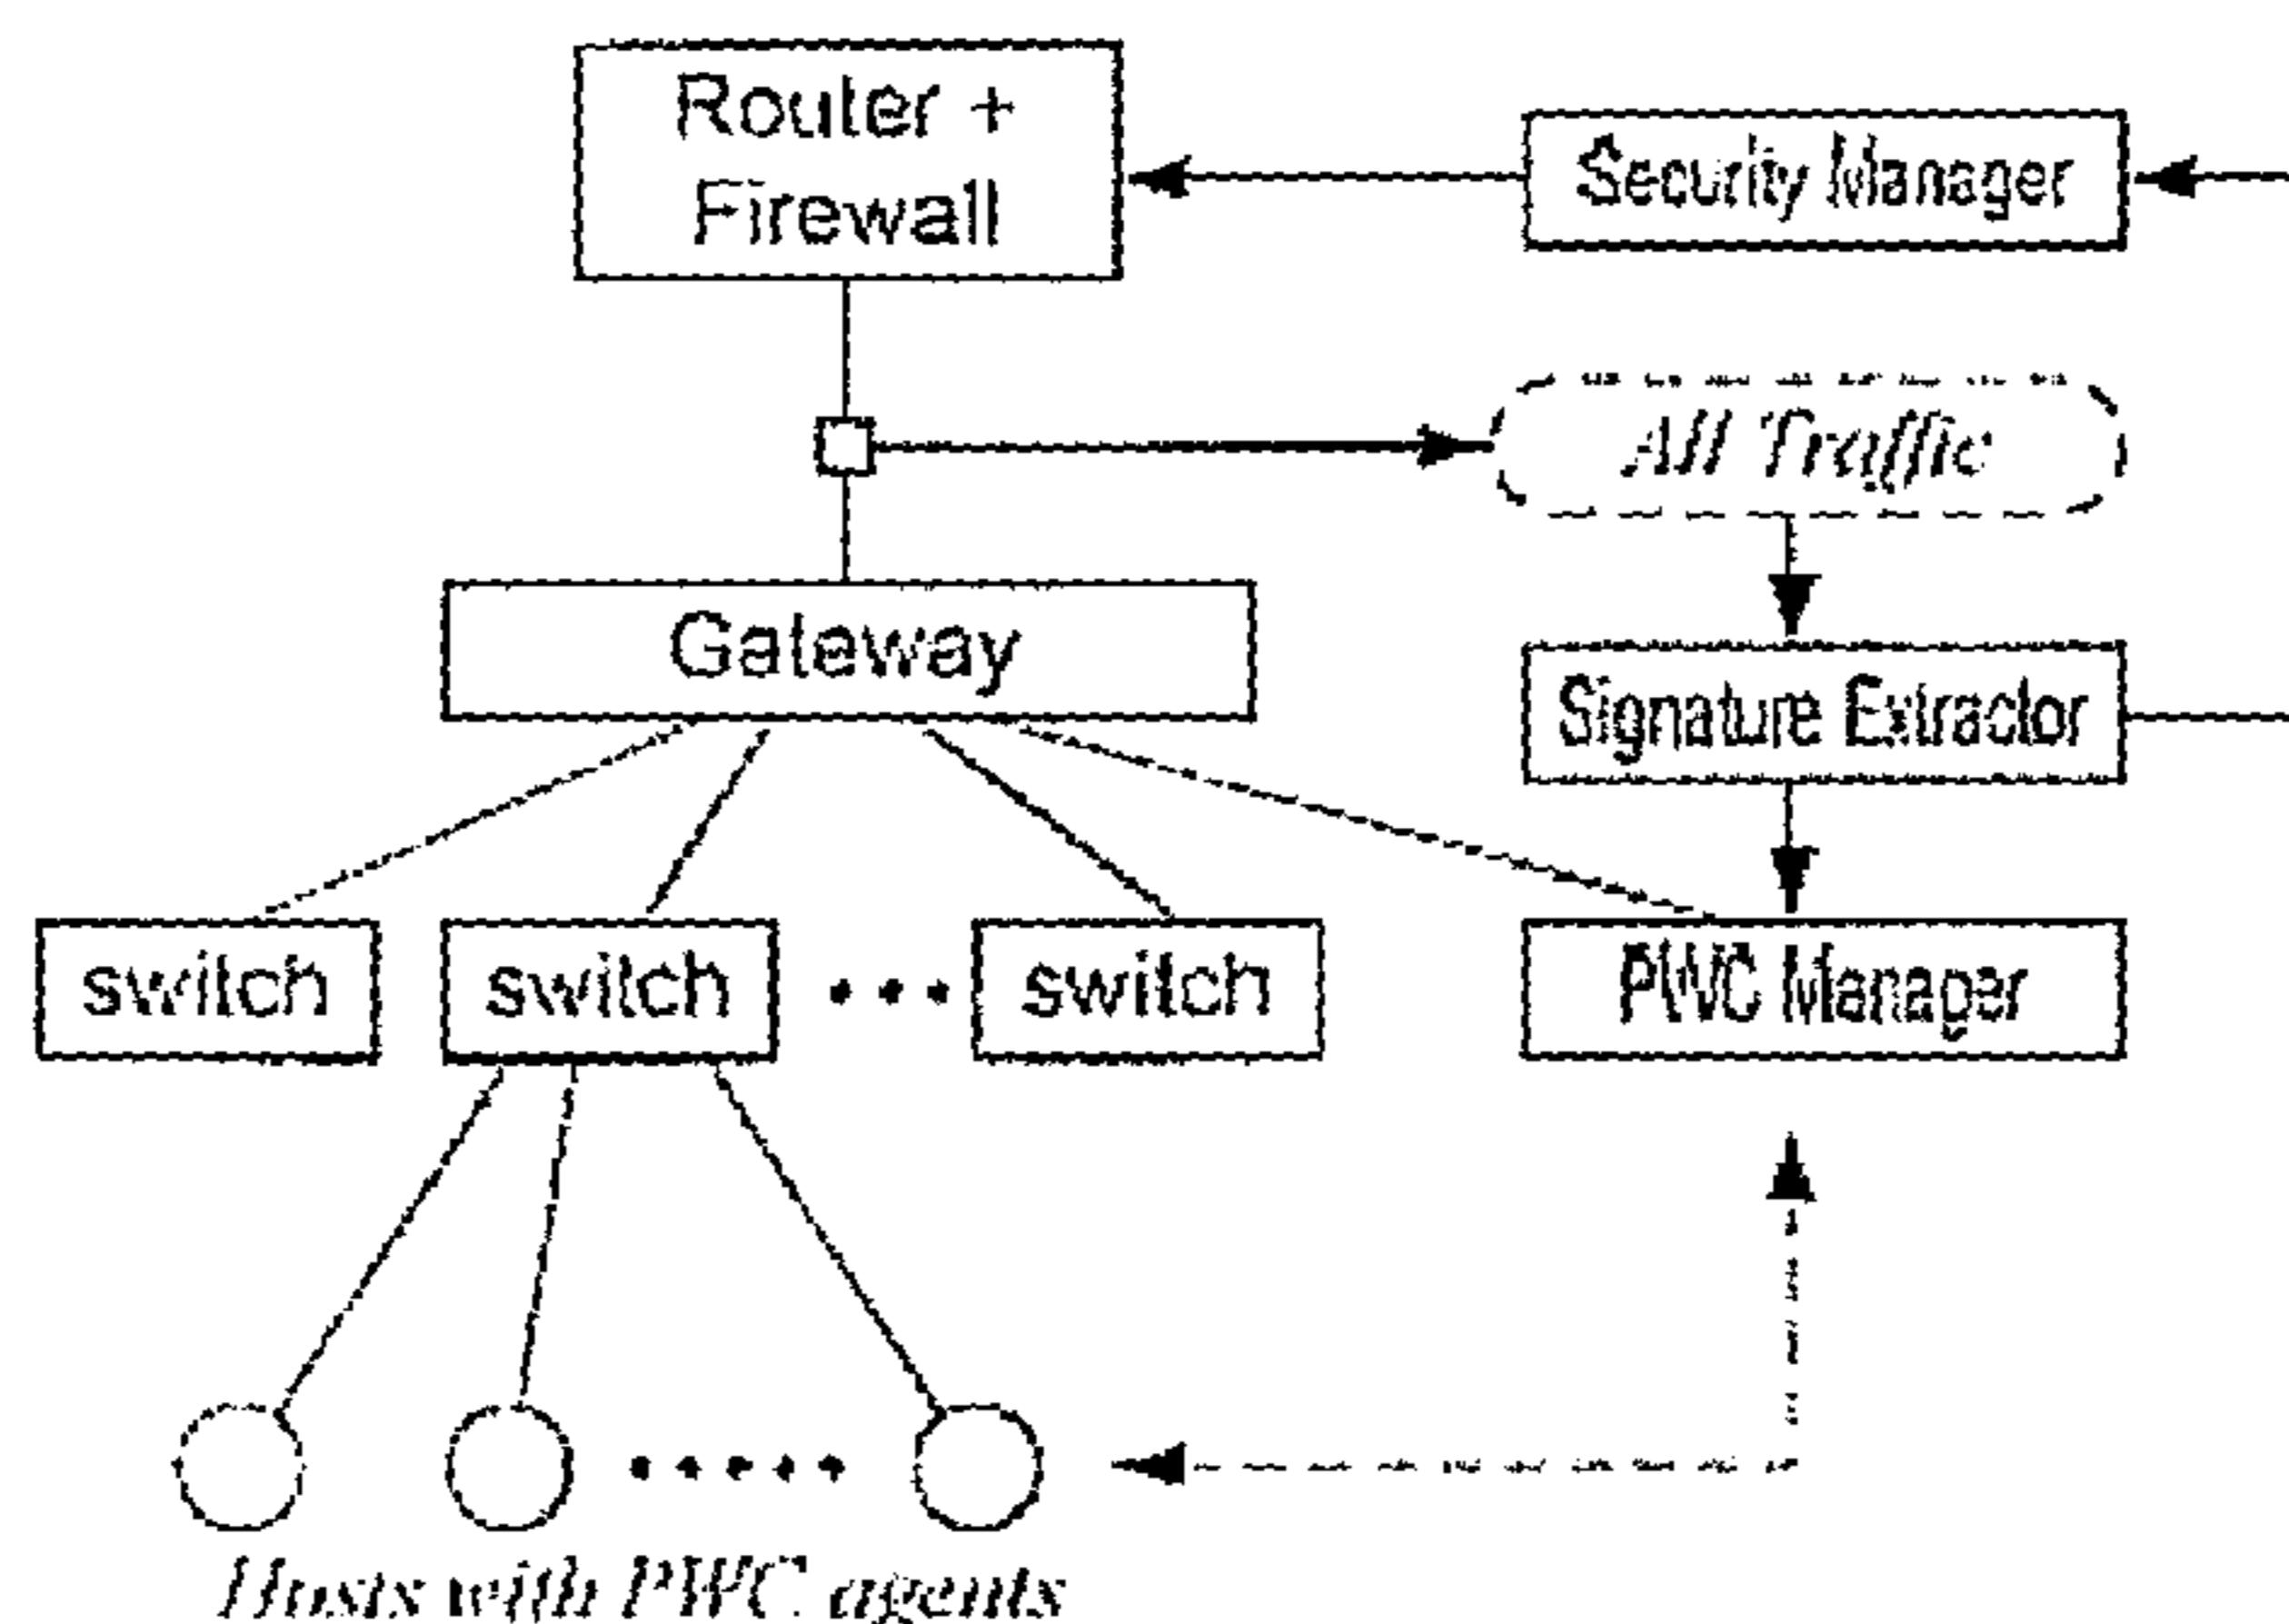 Router +
Firewall
Security Manager
All Traffic
Gateway
Signature Extractor
switch
switch
switch
PWC Manager
Hosts with PWC agents